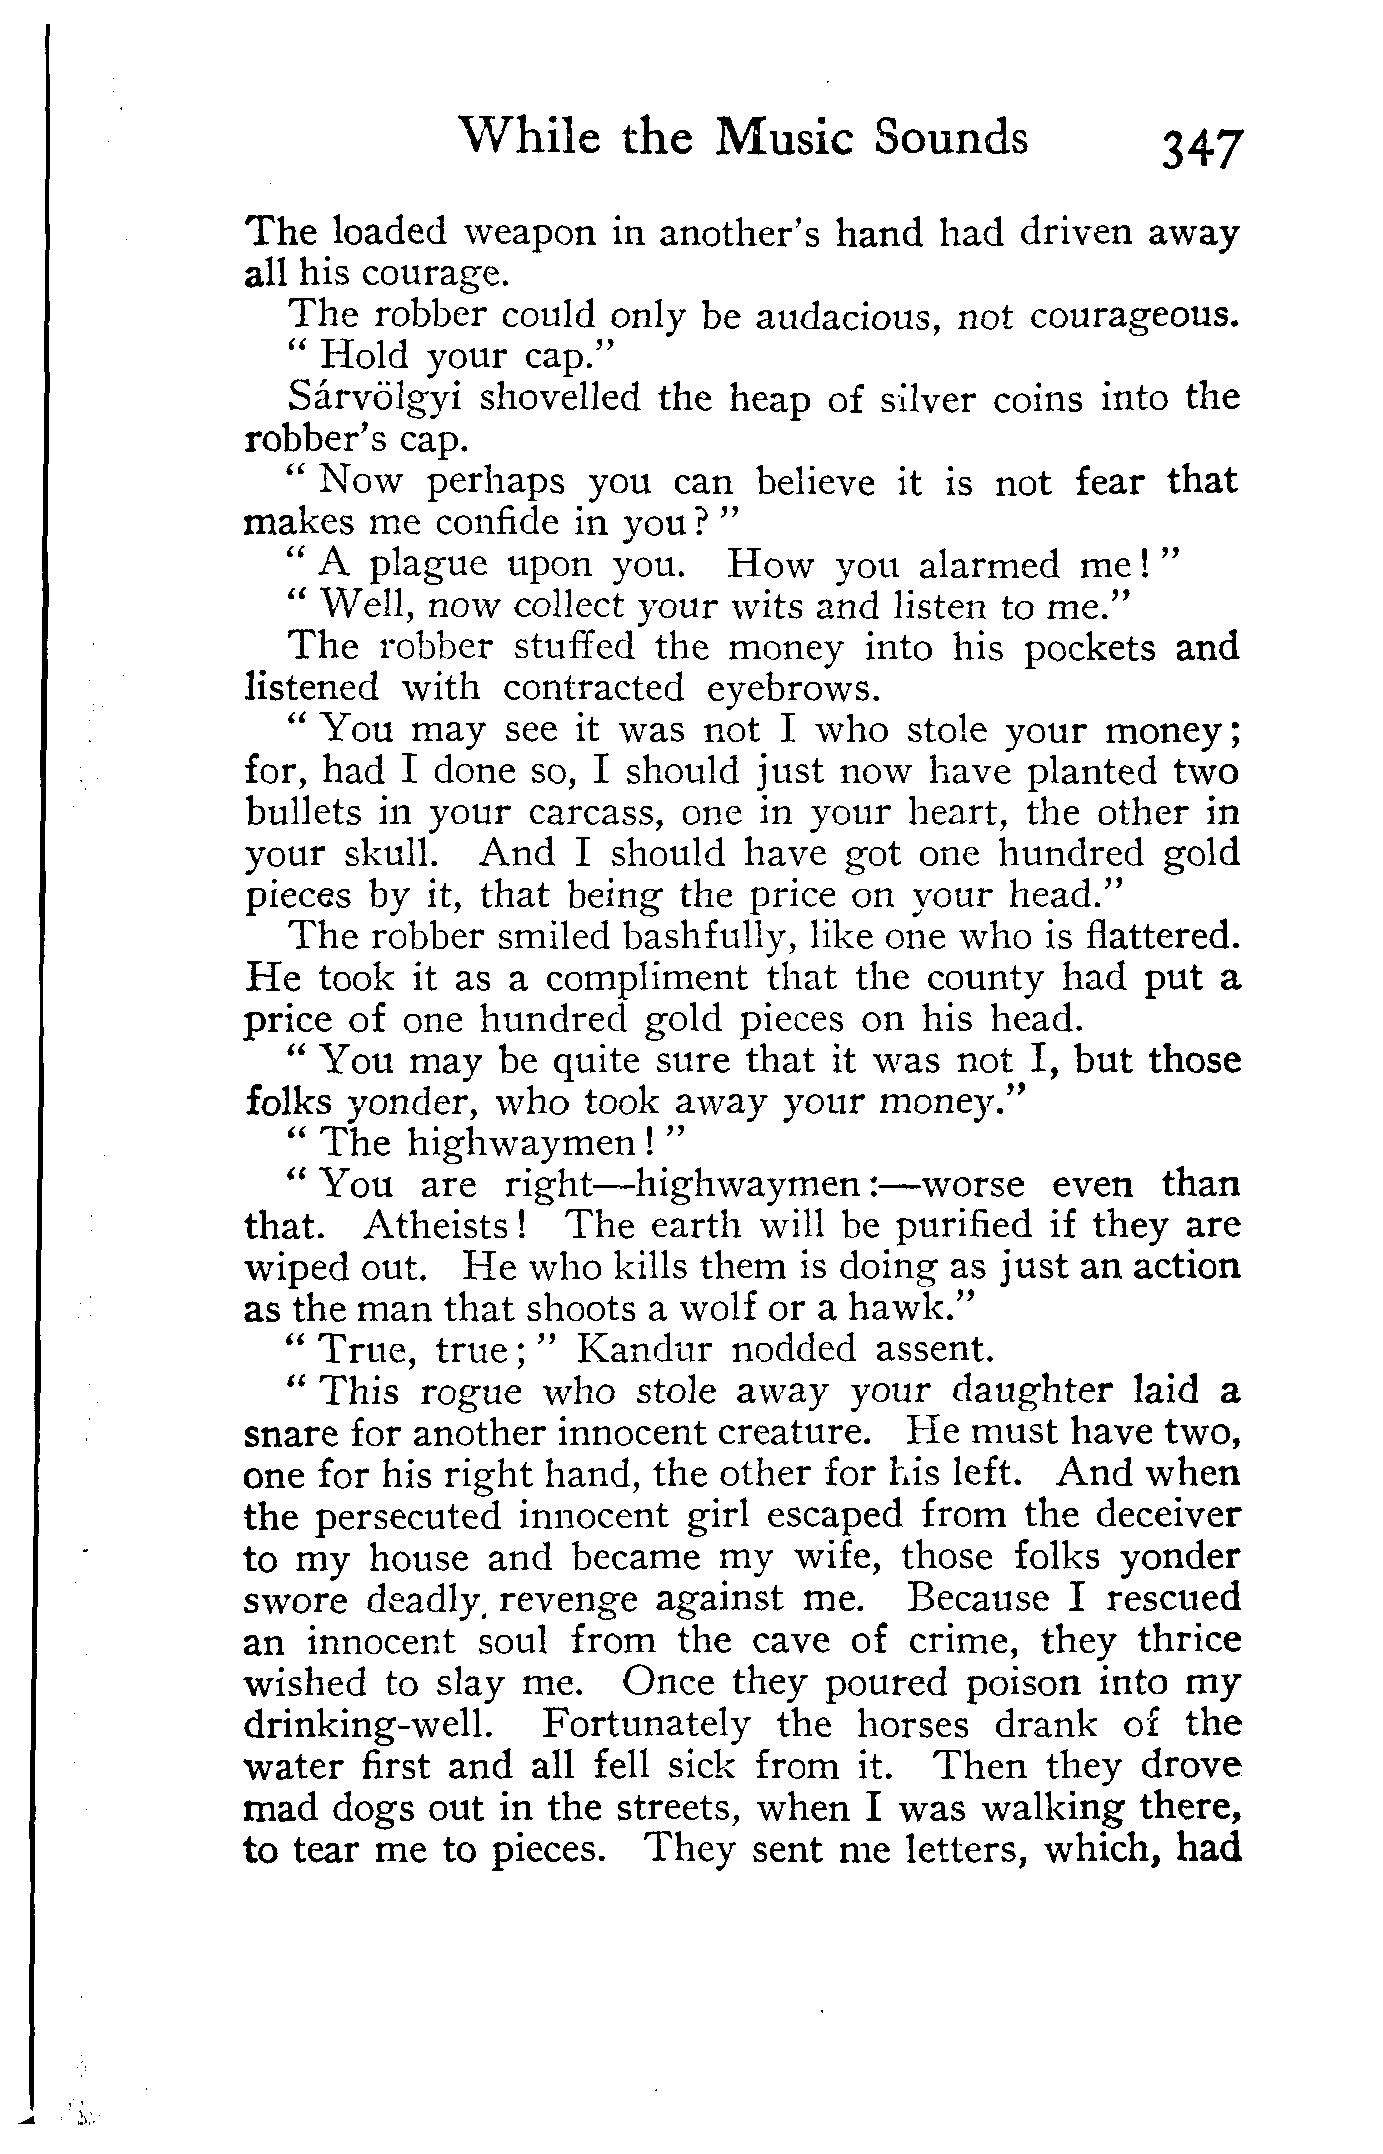 While the Music Sounds 347
The loaded weapon in another's hand had driven away
all his courage.
The robber could only be audacious, not courageous.
" Hold your cap."
Sárvölgyi shovelled the heap of silver coins into the
robber's cap.
" Now perhaps you can believe it is not fear that
makes me confide in you ? "
" A plague upon you. How you alarmed me ! "
" Well, now collect your wits and listen to me."
The robber stuffed the money into his pockets and
listened with contracted eyebrows.
" You may see it was not I who stole your money ;
for, had I done so, I should just now have planted two
bullets in your carcass, one in your heart, the other in
your skull. And I should have got one hundred gold
pieces by it, that being the price on your head."
The robber smiled bashfully, like one who is flattered.
He took it as a compliment that the county had put a
price of one hundred gold pieces on his head.
" You may be quite sure that it was not I, but those
folks yonder, who took away your money."
" The highwaymen ! "
" You are right—highwaymen :—worse even than
that. Atheists ! The earth will be purified if they are
wiped out. He who kills them is doing as just an action
as the man that shoots a wolf or a hawk."
" True, true ; " Kandur nodded assent.
" This rogue who stole away your daughter laid a
snare for another innocent creature. He must have two,
one for his right hand, the other for his left. And when
the persecuted innocent girl escaped from the deceiver
to my house and became my wife, those folks yonder
swore deadly. revenge against me. Because I rescued
an innocent soul from the cave of crime, they thrice
wished to slay me. Once they poured poison into my
drinking-well. Fortunately the horses drank of the
water first and all fell sick from it. Then they drove
mad dogs out in the streets, when I was walking there,
to tear me to pieces. They sent me letters, which, had